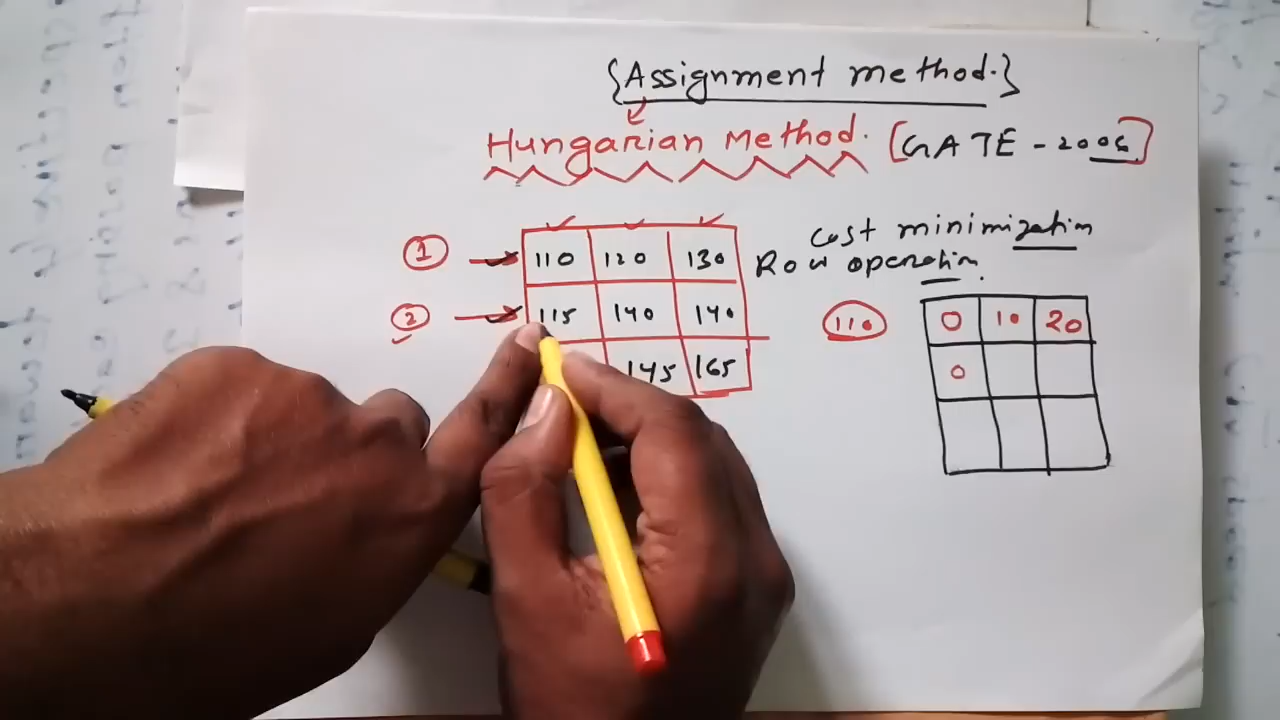 {Assignment method.}
Hungarian Method. [GATE - 2006]
cost minimization
Row operation.
1 110 120 130
2 115 140 140
145 165
110
0 10 20
0